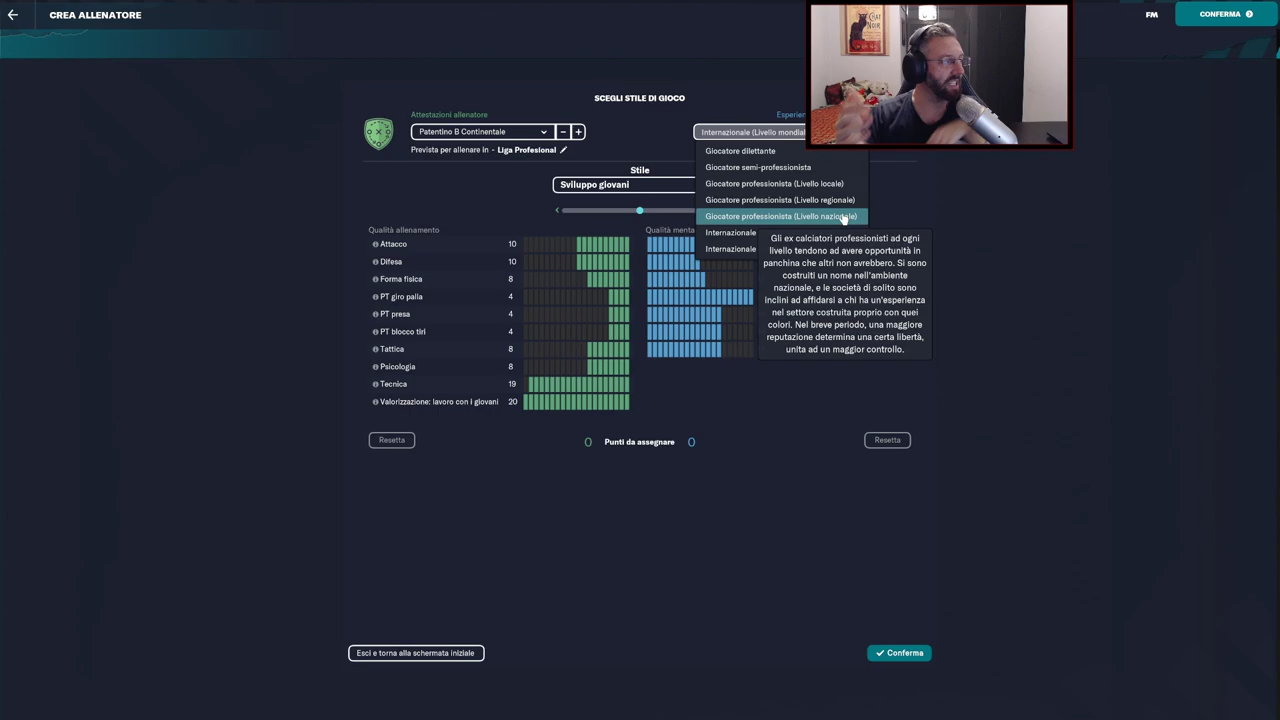 CREA ALLENATORE
FM
CONFERMA
CHAT
NOIR
SCEGLI STILE DI GIOCO
Attestazioni allenatore
Patentino B Continentale
Prevista per allenare in - Liga Profesional
Internazionale (Livello
Giocatore dilettante
Giocatore semi-professionista
Giocatore professionista (Livello locale)
Giocatore professionista (Livello regionale)
Giocatore professionista (Livello nazionale)
Internazionale
Internazionale
Gli ex calciatori professionisti ad ogni
livello tendono ad avere opportunità in
panchina che altri non avrebbero. Si sono
costruiti un nome nell'ambiente
nazionale, e le società di solito sono
inclini ad affidarsi a chi ha un'esperienza
nel settore costruita proprio con quei
colori. Nel breve periodo, una maggiore
reputazione determina una certa libertà,
unita ad un maggior controllo.
Stile
Sviluppo giovani
Qualità allenamento
Attacco 10
Difesa 10
Forma fisica 8
PT giro palla 4
PT presa 4
PT blocco tiri 4
Tattica 8
Psicologia 8
Tecnica 19
Valorizzazione: lavoro con i giovani 20
Qualità
Resetta
0 Punti da assegnare 0
Resetta
Esci e torna alla schermata iniziale
Conferma